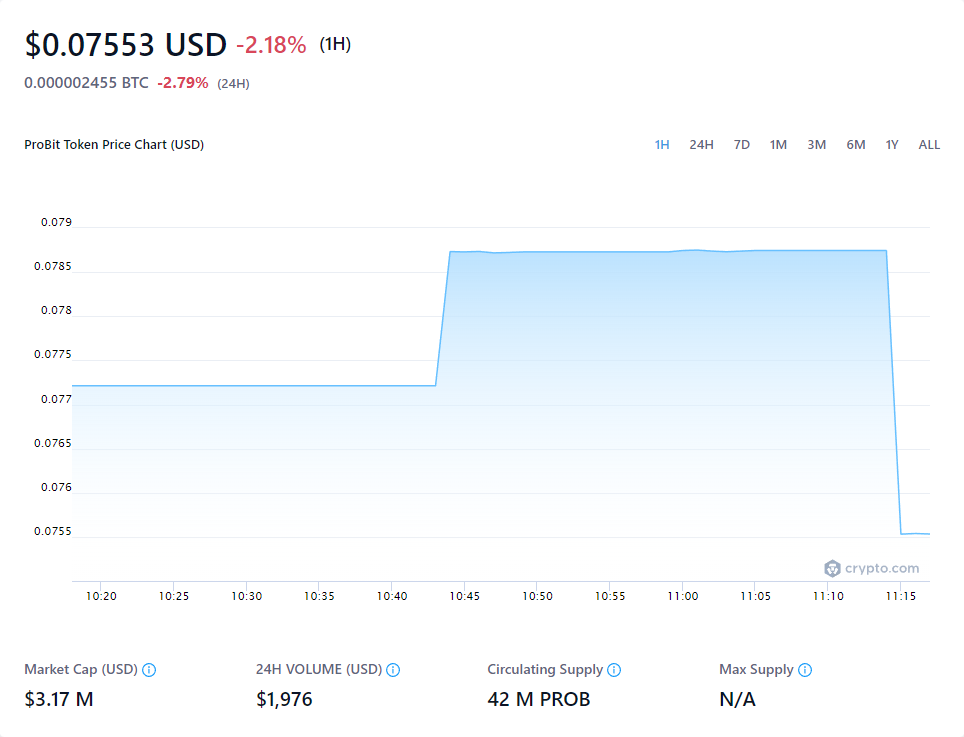 $0.07553 USD -2.18% (1H)
0.000002455 BTC -2.79% (24H)
ProBit Token Price Chart (USD) 1H 24H 7D 1M 3M 6M 1Y ALL
0.079
0.0785
0.078
0.0775
0.077
0.0765
0.076
0.0755
crypto.com
10:20 10:25 10:30 10:35 10:40 10:45 10:50 10:55 11:00 11:05 11:10 11:15
Market Cap (USD) 24H VOLUME (USD) Circulating Supply Max Supply
$3.17 M $1,976 42 M PROB N/A